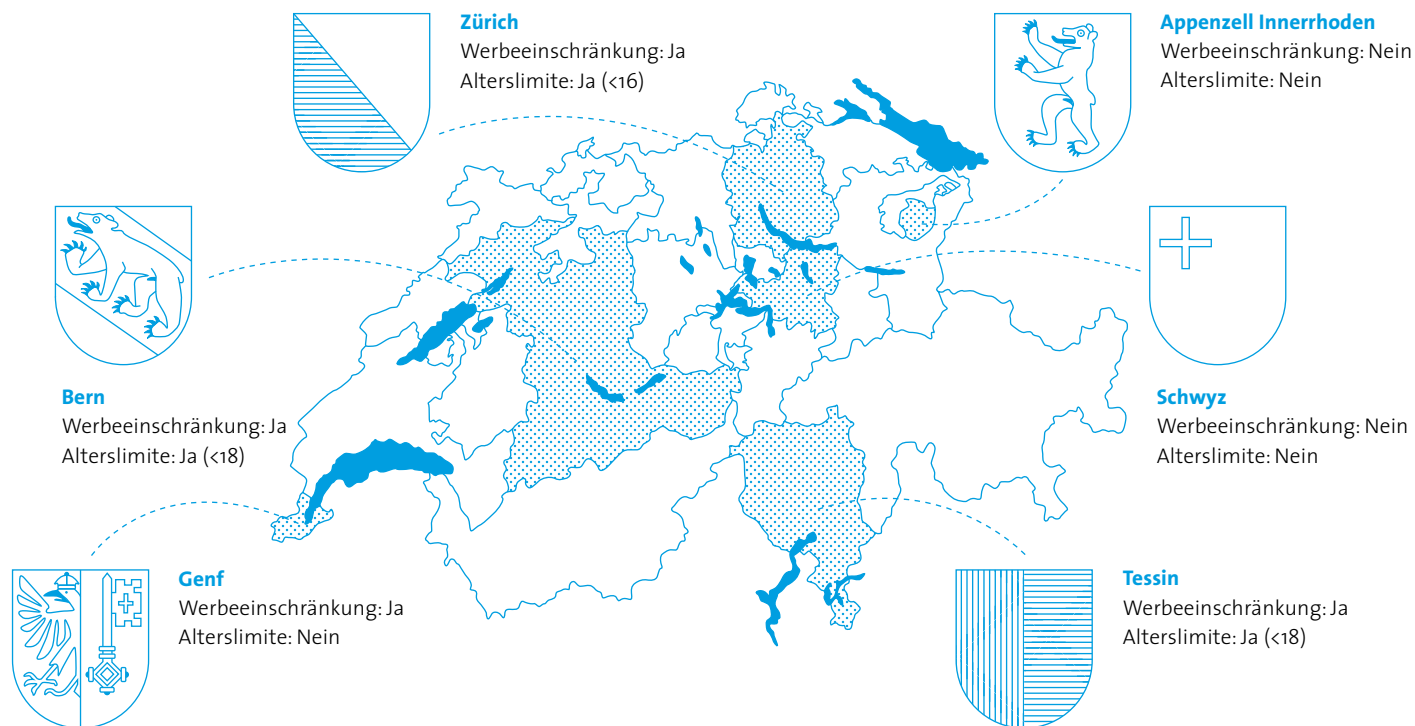 Zürich
Werbeeinschränkung: Ja
Alterslimite: Ja (<16)
Appenzell Innerrhoden
Werbeeinschränkung: Nein
Alterslimite: Nein
Bern
Werbeeinschränkung: Ja
Alterslimite: Ja (<18)
Schwyz
Werbeeinschränkung: Nein
Alterslimite: Nein
Genf
Werbeeinschränkung: Ja
Alterslimite: Nein
Tessin
Werbeeinschränkung: Ja
Alterslimite: Ja (<18)